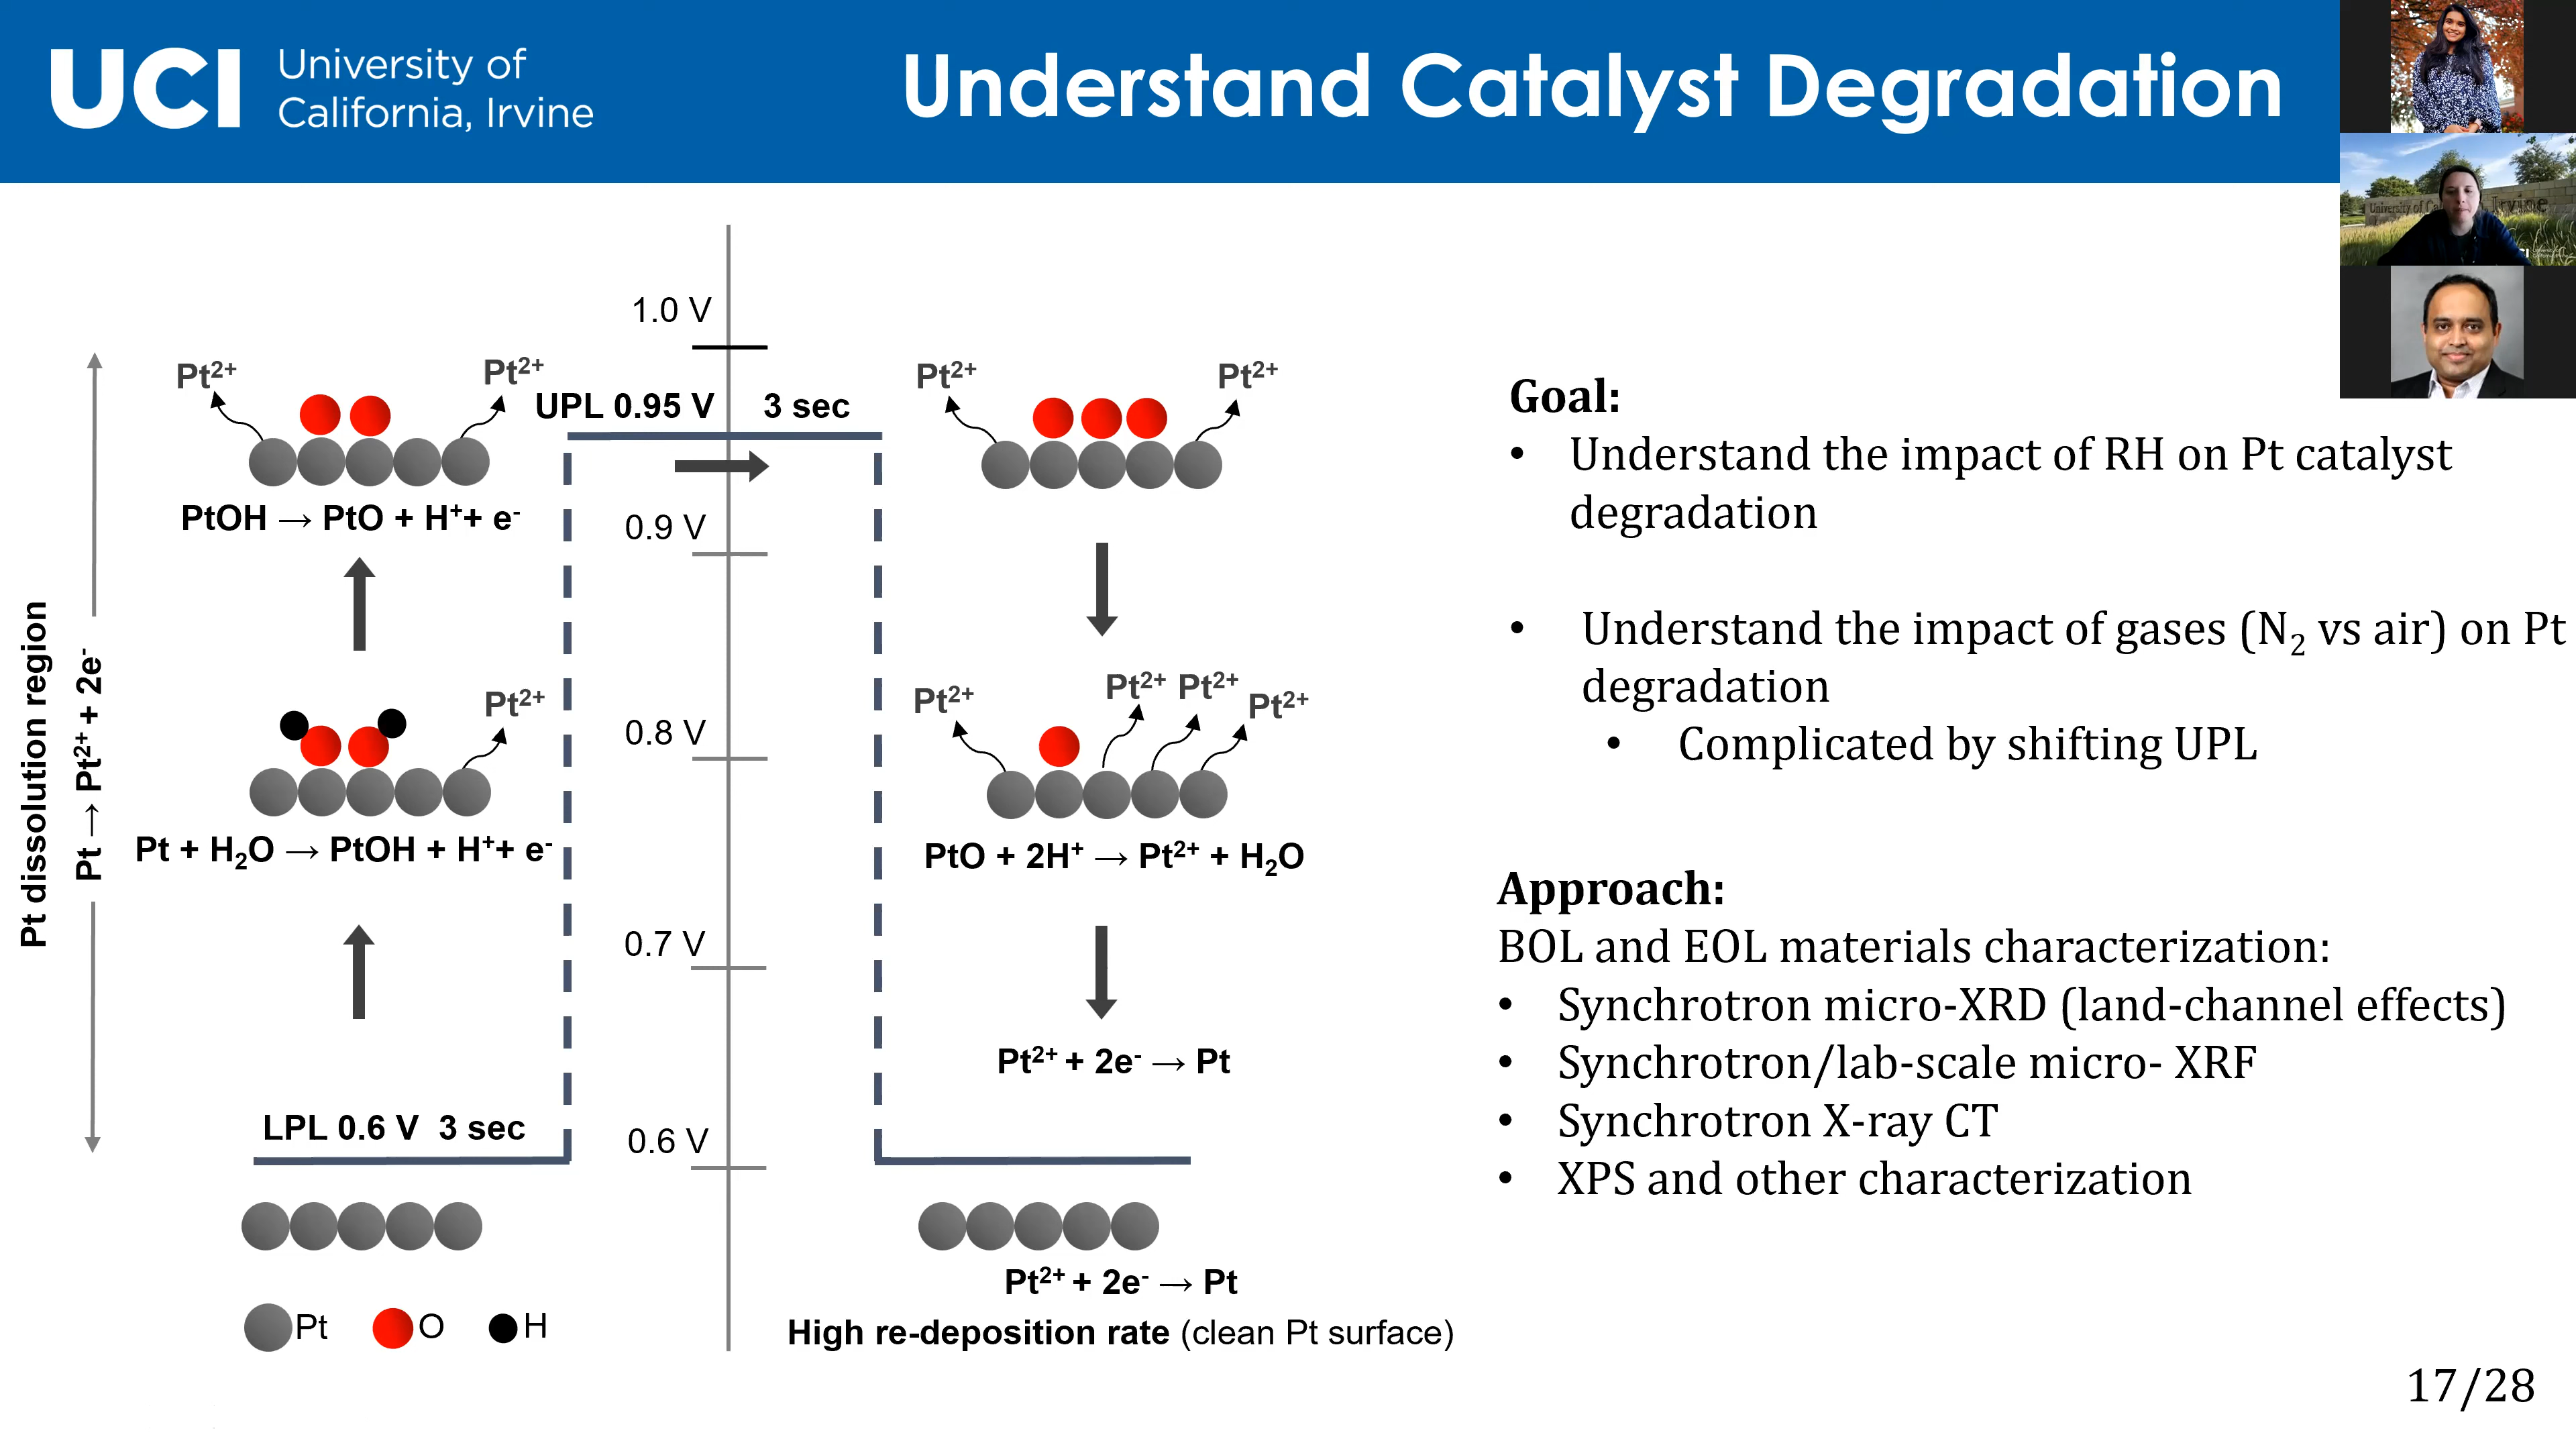 UCI University of
California, Irvine
Understand Catalyst Degradation
Pt dissolution region
Pt → Pt²⁺ + 2e⁻
Pt²⁺ Pt²⁺
PtOH → PtO + H⁺+ e⁻
Pt²⁺
Pt + H₂O → PtOH + H⁺+ e⁻
LPL 0.6 V 3 sec
Pt O H
1.0 V
UPL 0.95 V 3 sec
0.9 V
0.8 V
0.7 V
0.6 V
Pt²⁺ Pt²⁺
Pt²⁺ Pt²⁺ Pt²⁺ Pt²⁺
PtO + 2H⁺ → Pt²⁺ + H₂O
Pt²⁺ + 2e⁻ → Pt
Pt²⁺ + 2e⁻ → Pt
High re-deposition rate (clean Pt surface)
Goal:
• Understand the impact of RH on Pt catalyst
degradation
• Understand the impact of gases (N₂ vs air) on Pt
degradation
• Complicated by shifting UPL
Approach:
BOL and EOL materials characterization:
• Synchrotron micro-XRD (land-channel effects)
• Synchrotron/lab-scale micro- XRF
• Synchrotron X-ray CT
• XPS and other characterization
17/28